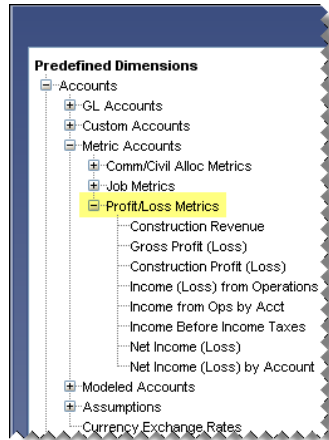 Predefined Dimensions
Accounts
GL Accounts
Custom Accounts
Metric Accounts
Comm/Civil Alloc Metrics
Job Metrics
Profit/Loss Metrics
Construction Revenue
Gross Profit (Loss)
Construction Profit (Loss)
Income (Loss) from Operations
Income from Ops by Acct
Income Before Income Taxes
Net Income (Loss)
Net Income (Loss) by Account
Modeled Accounts
Assumptions
Currency Exchange Rates